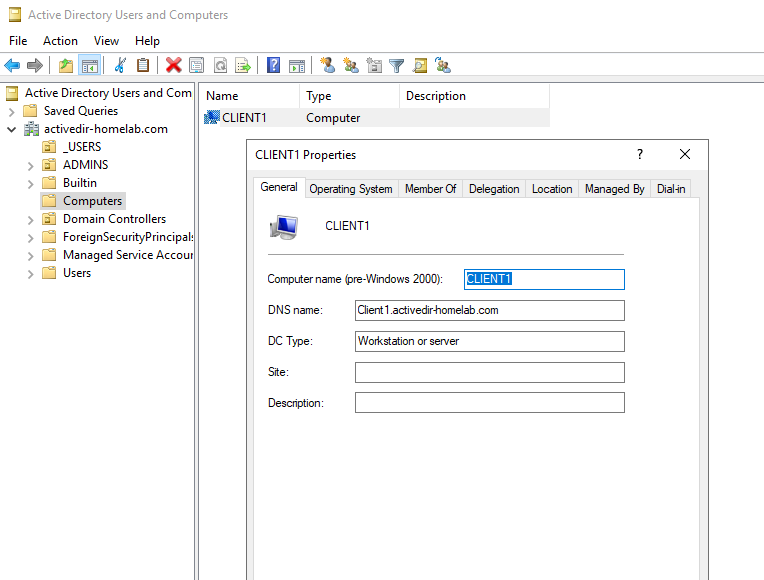 Active Directory Users and Computers
File Action View Help
Active Directory Users and Com
Saved Queries
activedir-homelab.com
_USERS
ADMINS
Builtin
Computers
Domain Controllers
ForeignSecurityPrincipals
Managed Service Accour
Users
Name Type Description
CLIENT1 Computer
CLIENT1 Properties
?
General Operating System Member Of Delegation Location Managed By Dial-in
CLIENT1
Computer name (pre-Windows 2000): CLIENT1
DNS name: Client1.activedir-homelab.com
DC Type: Workstation or server
Site:
Description: